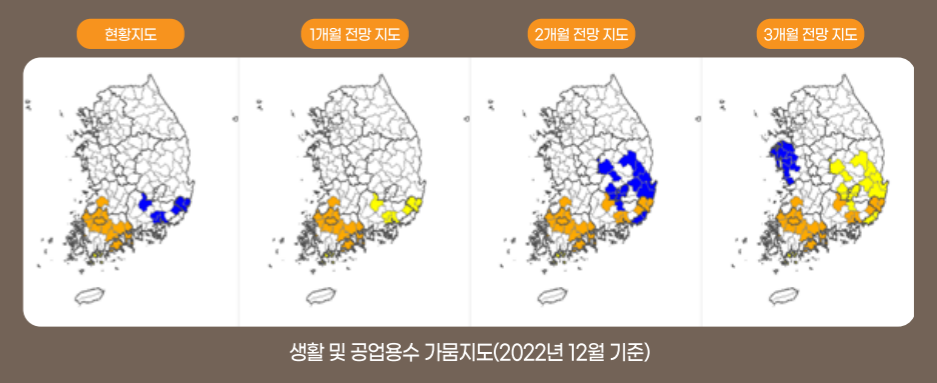 현황지도
1개월 전망 지도
2개월 전망 지도
3개월 전망 지도
생활 및 공업용수 가뭄지도(2022년 12월 기준)